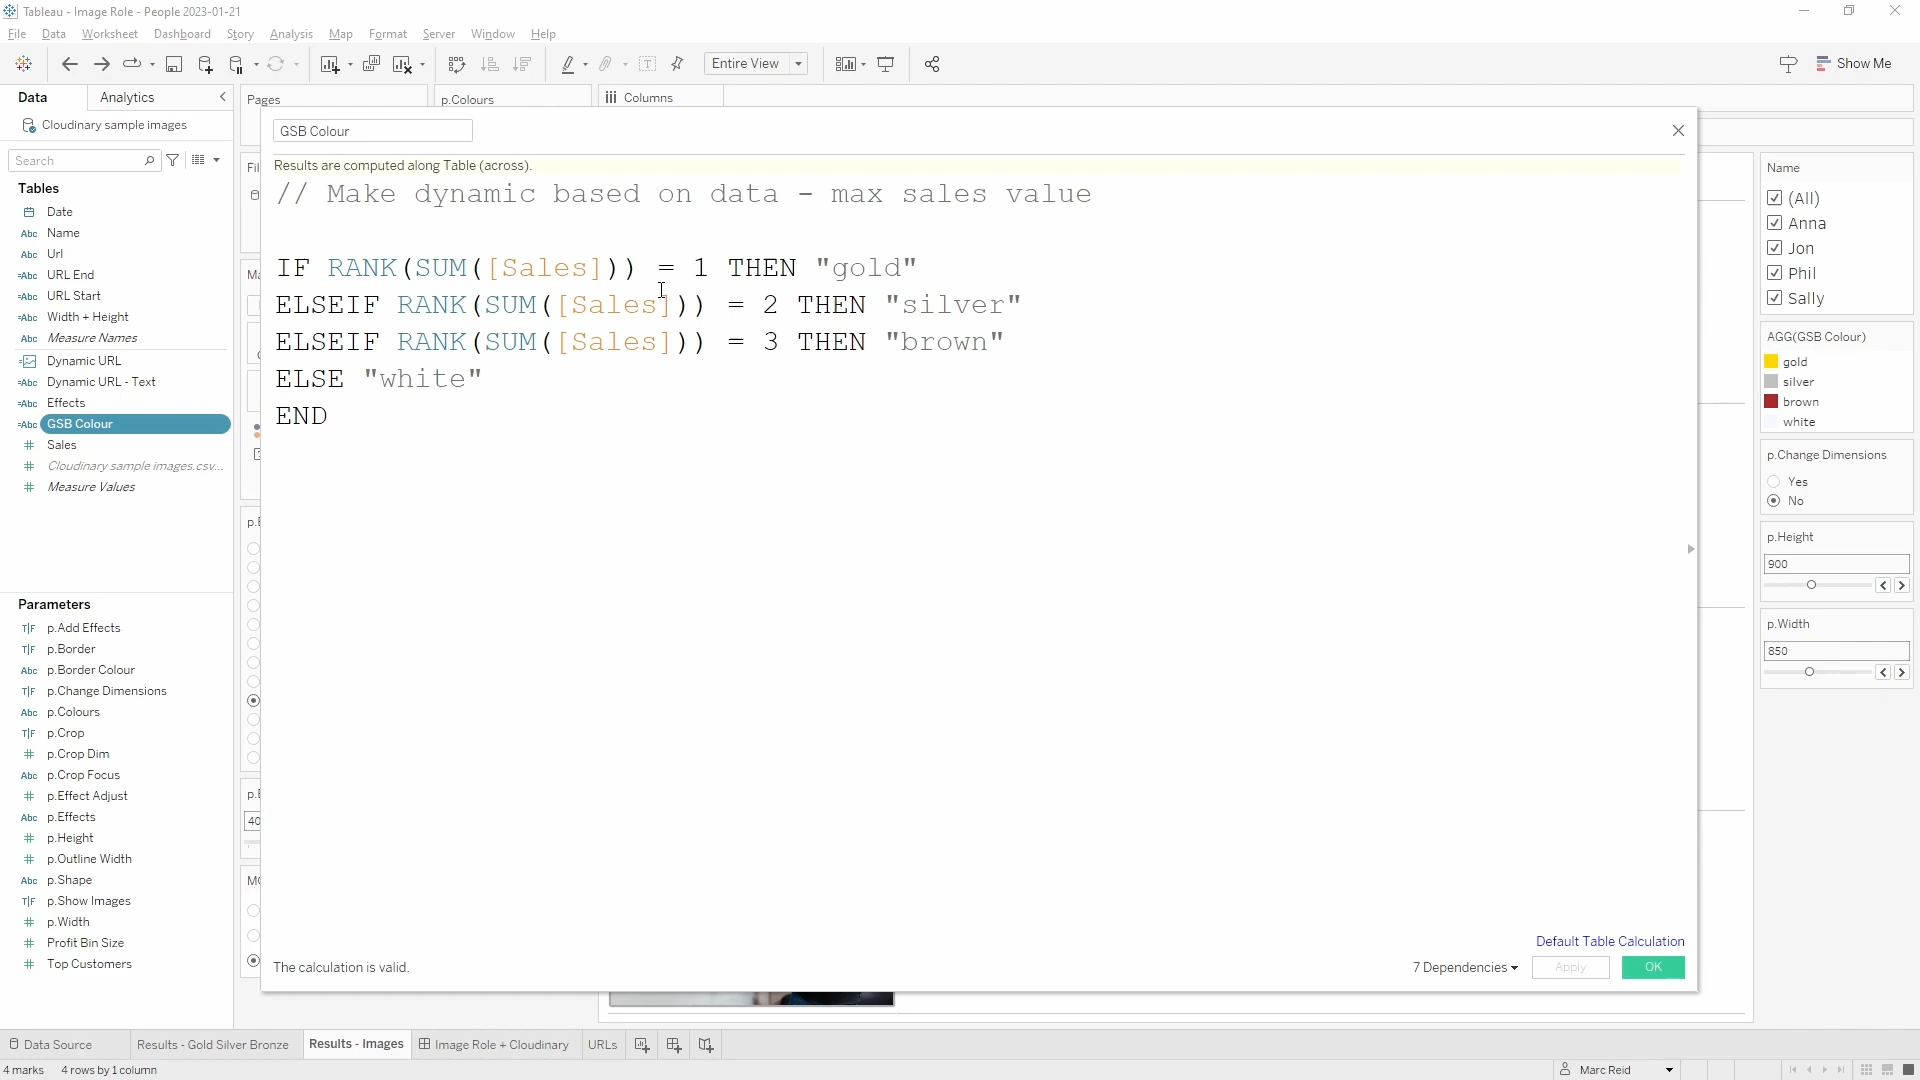 Tableau - Image Role - People 2023-01-21
File Data Worksheet Dashboard Story Analysis Map Format Server Window Help
Entire View
Show Me
Data
Analytics
Pages
p.Colours
Columns
Cloudinary sample images
Search
Tables
Date
Name
Url
URL End
URL Start
Width + Height
Measure Names
Dynamic URL
Dynamic URL - Text
Effects
GSB Colour
Sales
Cloudinary sample images.csv...
Measure Values
Parameters
p.Add Effects
p.Border
p.Border Colour
p.Change Dimensions
p.Colours
p.Crop
p.Crop Dim
p.Crop Focus
p.Effect Adjust
p.Effects
p.Height
p.Outline Width
p.Shape
p.Show Images
p.Width
Profit Bin Size
Top Customers
GSB Colour
Results are computed along Table (across).
// Make dynamic based on data - max sales value
IF RANK(SUM([Sales])) = 1 THEN "gold"
ELSEIF RANK(SUM([Sales])) = 2 THEN "silver"
ELSEIF RANK(SUM([Sales])) = 3 THEN "brown"
ELSE "white"
END
The calculation is valid.
Default Table Calculation
7 Dependencies
Apply
OK
Name
(All)
Anna
Jon
Phil
Sally
AGG(GSB Colour)
gold
silver
brown
white
p.Change Dimensions
Yes
No
p.Height
900
p.Width
850
Data Source
Results - Gold Silver Bronze
Results - Images
Image Role + Cloudinary
URLs
4 marks
4 rows by 1 column
Marc Reid